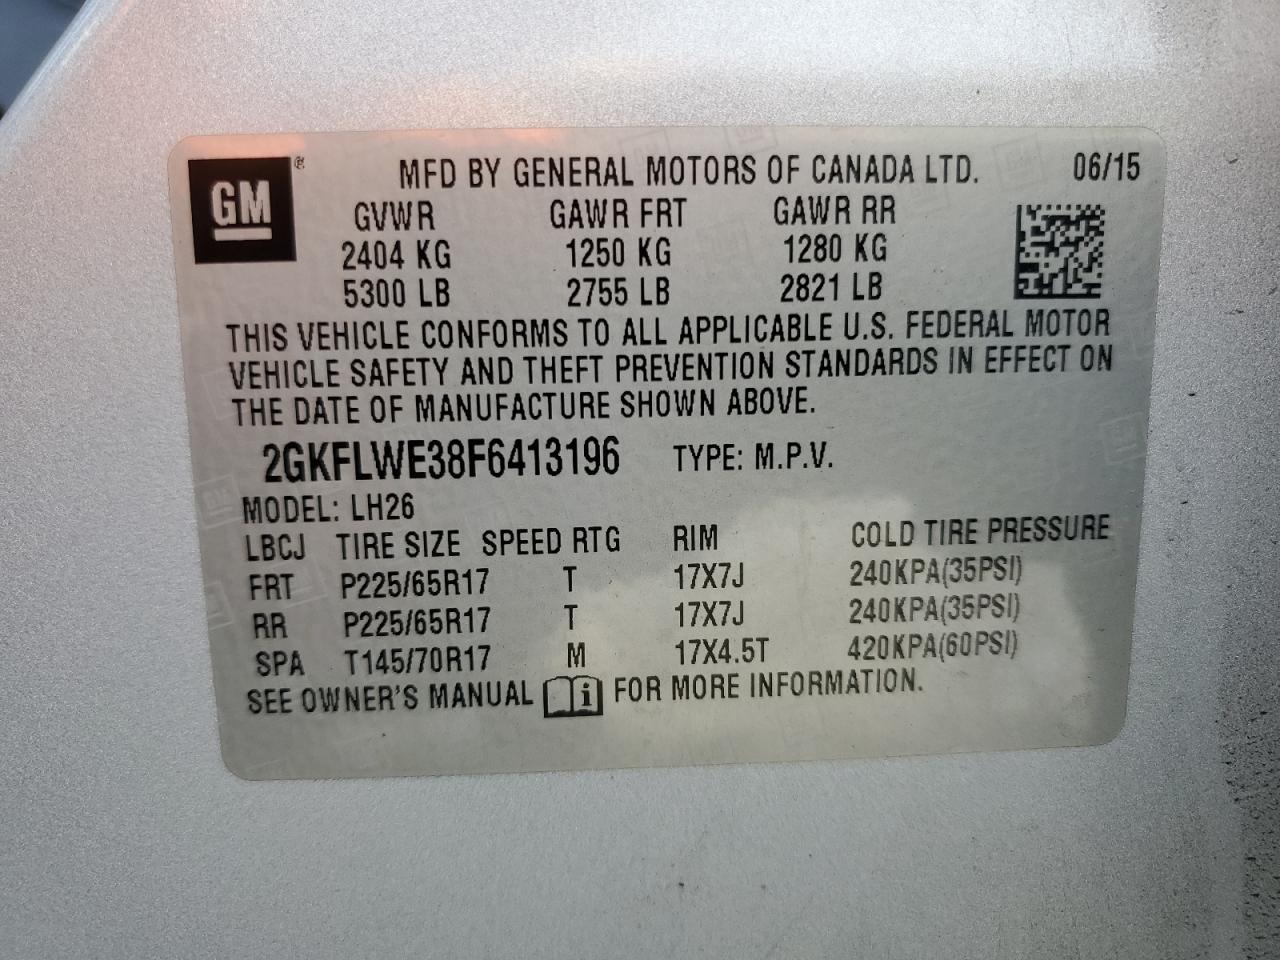 GM ® MFD BY GENERAL MOTORS OF CANADA LTD. 06/15
GVWR GAWR FRT GAWR RR
2404 KG 1250 KG 1280 KG
5300 LB 2755 LB 2821 LB
THIS VEHICLE CONFORMS TO ALL APPLICABLE U.S. FEDERAL MOTOR
VEHICLE SAFETY AND THEFT PREVENTION STANDARDS IN EFFECT ON
THE DATE OF MANUFACTURE SHOWN ABOVE.
2GKFLWE38F6413196 TYPE: M.P.V.
MODEL: LH26
LBCJ TIRE SIZE SPEED RTG RIM COLD TIRE PRESSURE
FRT P225/65R17 T 17X7J 240KPA(35PSI)
RR P225/65R17 T 17X7J 240KPA(35PSI)
SPA T145/70R17 M 17X4.5T 420KPA(60PSI)
SEE OWNER'S MANUAL i FOR MORE INFORMATION.